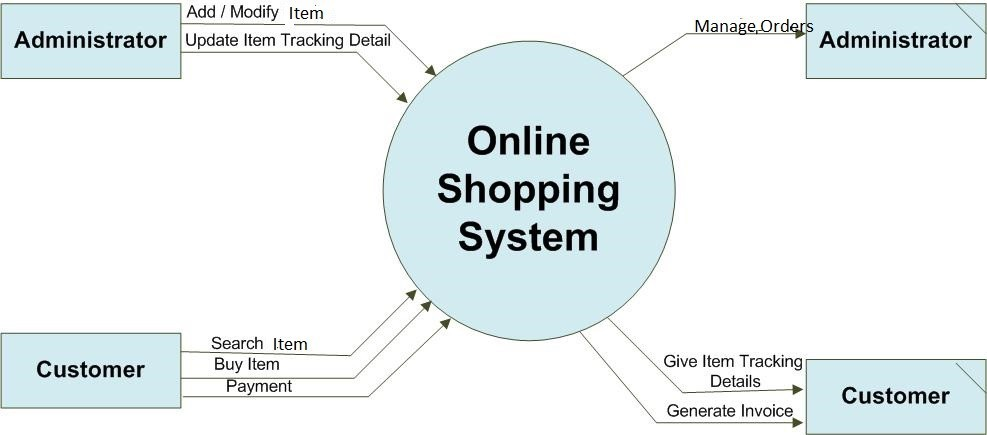 Add / Modify Item
Administrator
Update Item Tracking Detail
Manage Orders
Administrator
Online
Shopping
System
Search Item
Customer
Buy Item
Payment
Give Item Tracking
Details
Customer
Generate Invoice